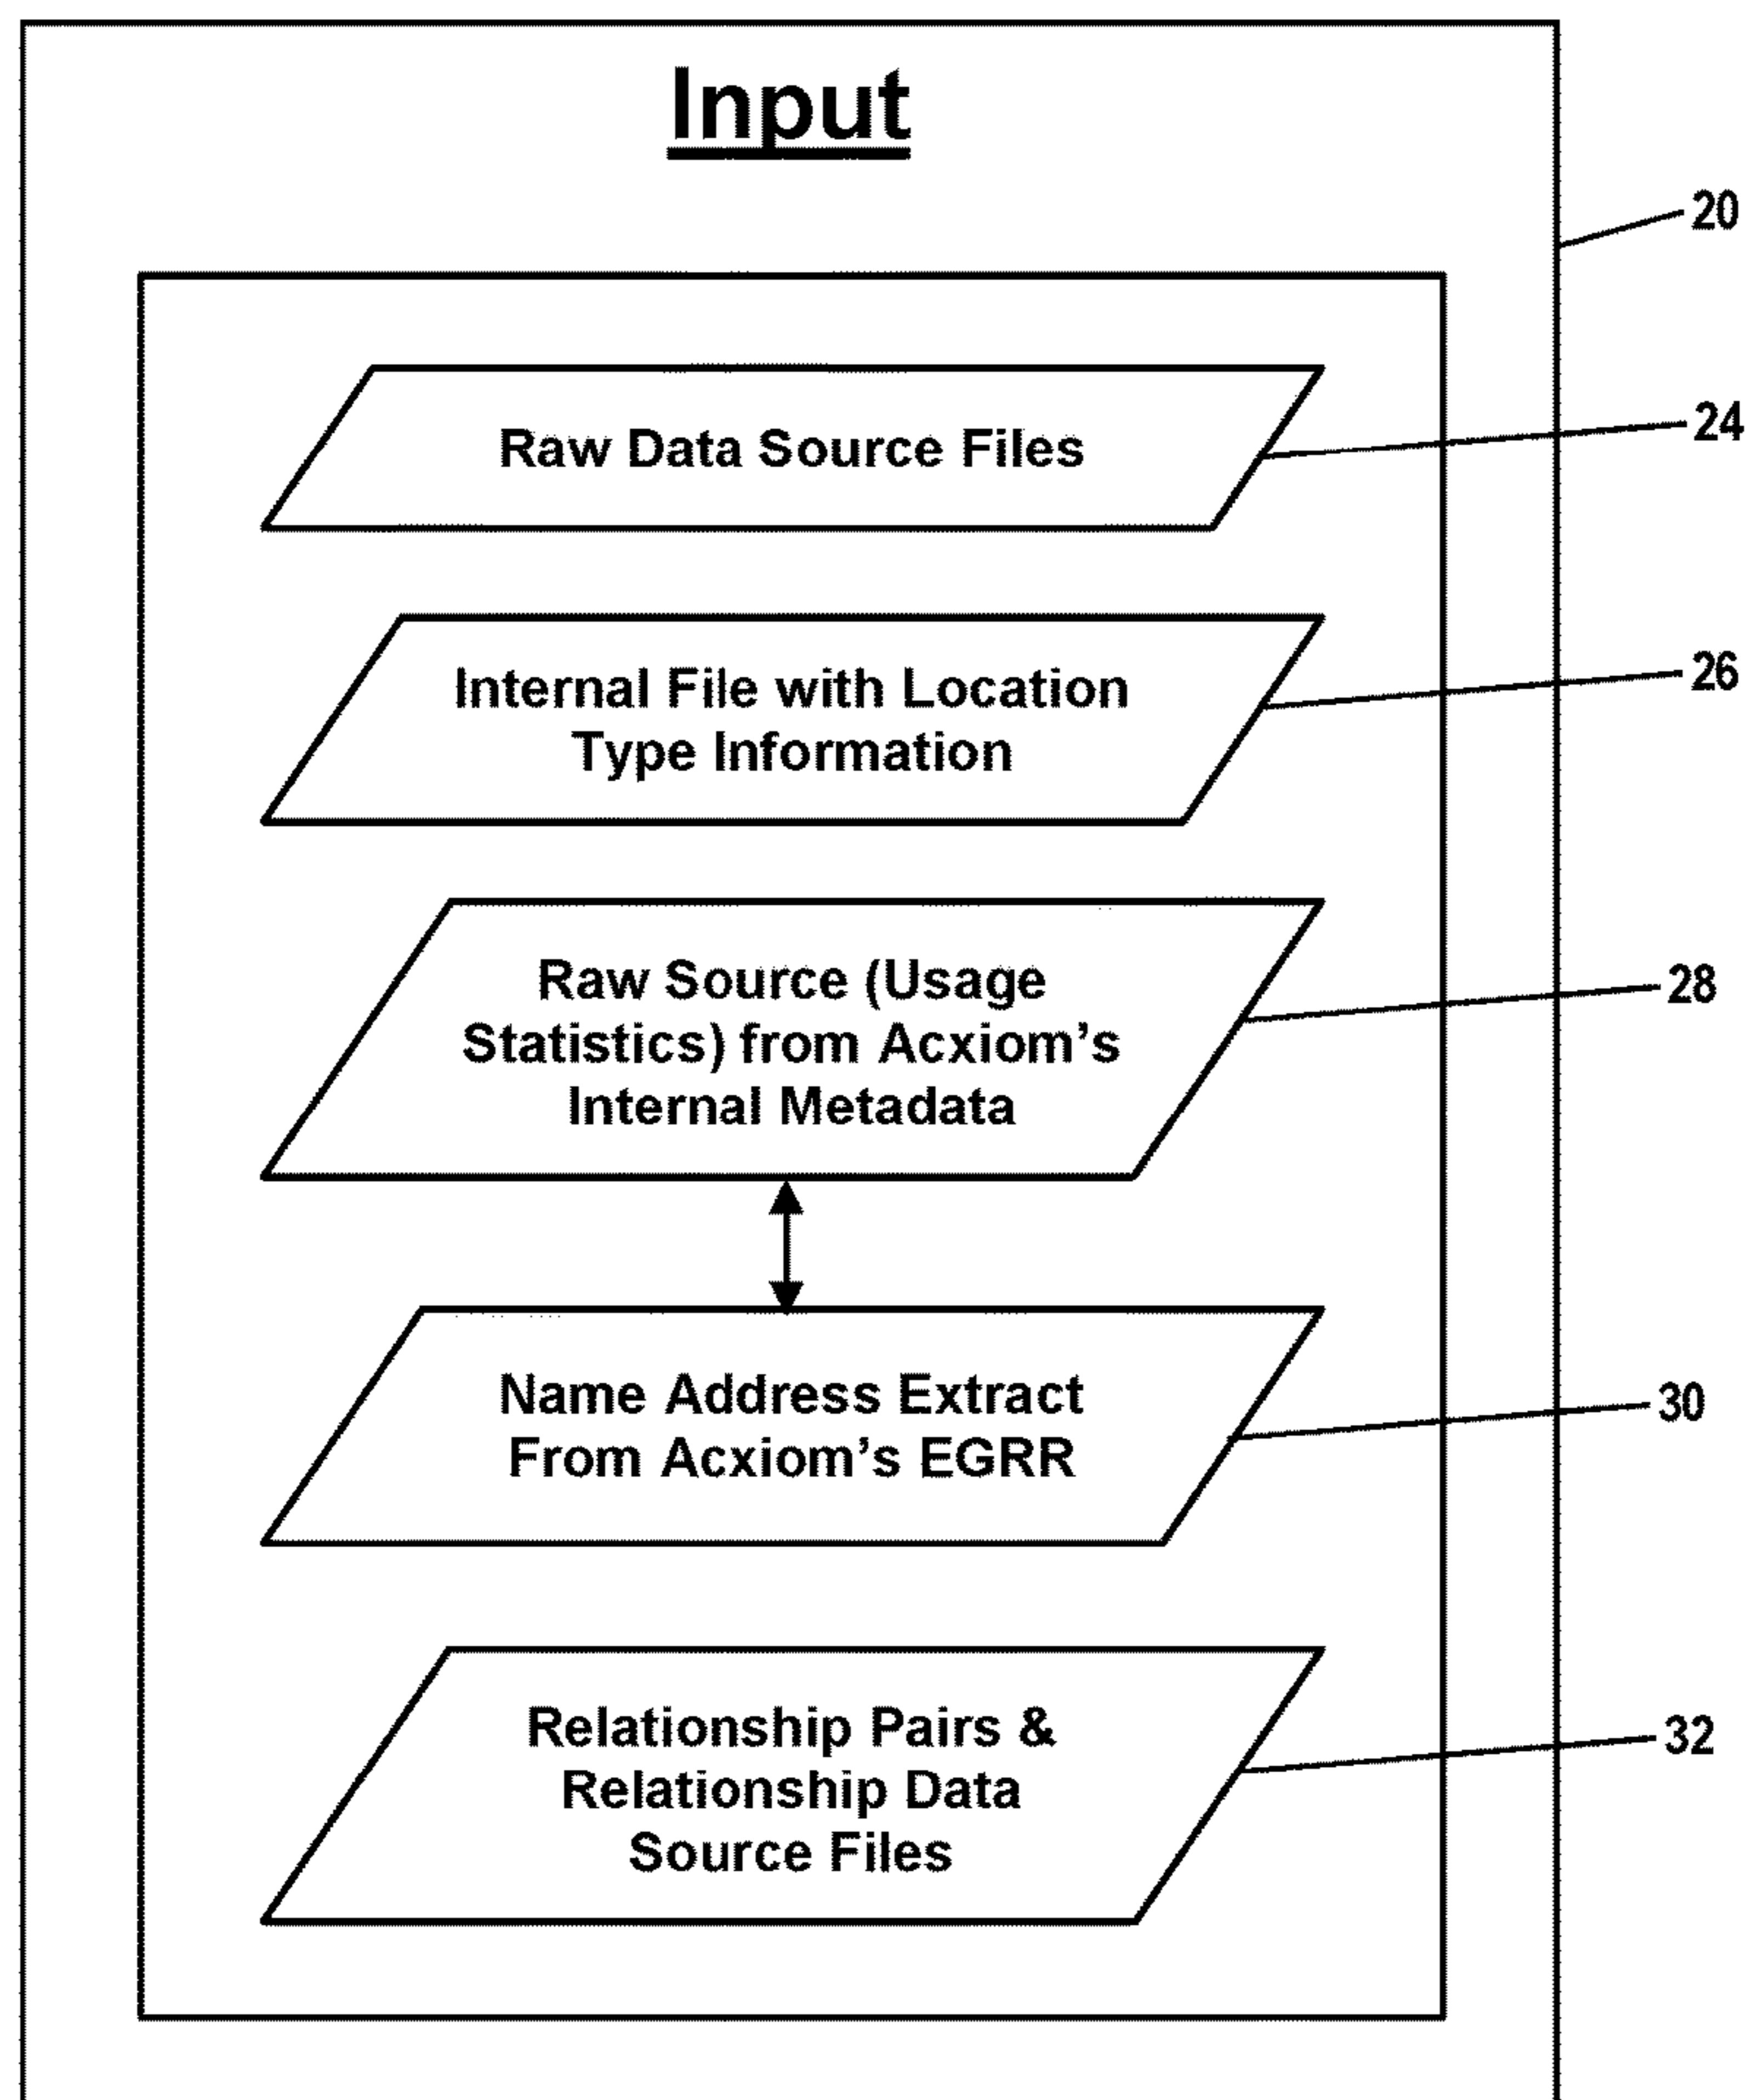 Input
20
Raw Data Source Files
24
Internal File with Location
Type Information
26
Raw Source (Usage
Statistics) from Acxiom's
Internal Metadata
28
Name Address Extract
From Acxiom's EGRR
30
Relationship Pairs &
Relationship Data
Source Files
32